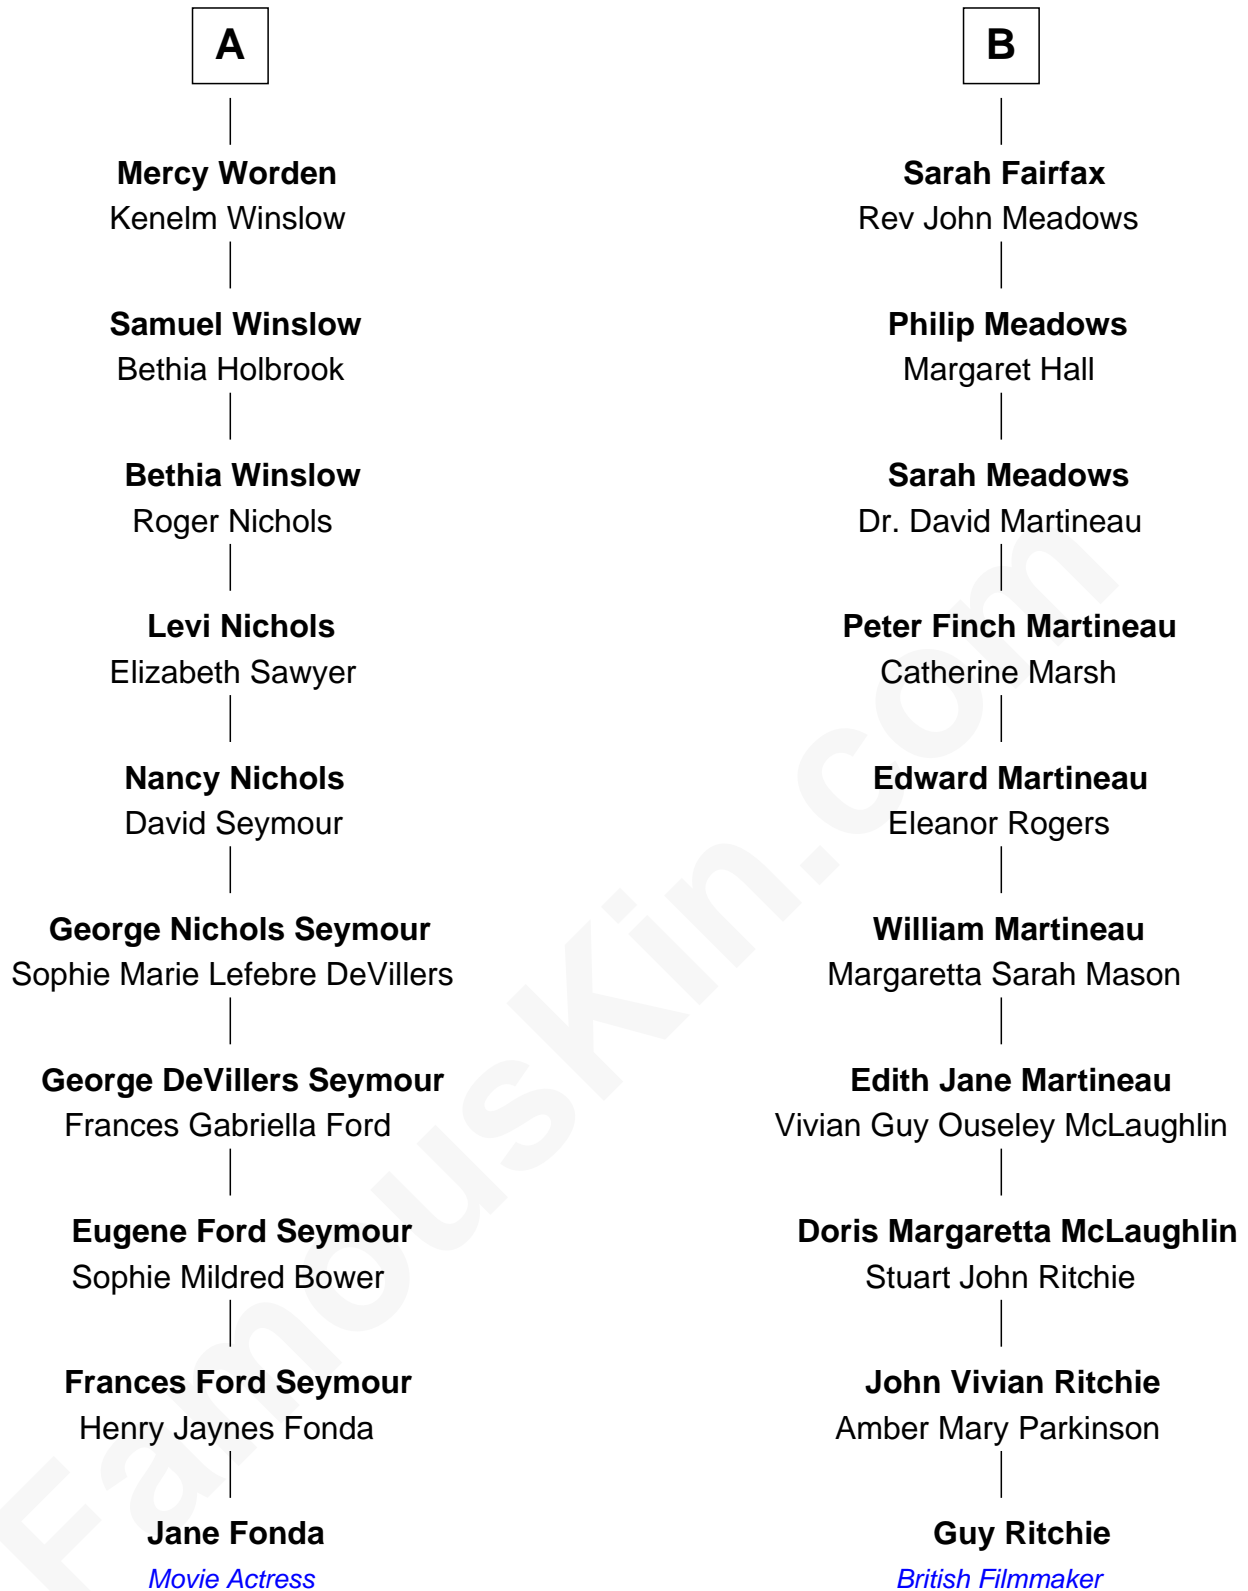 A
Mercy Worden
Kenelm Winslow
Samuel Winslow
Bethia Holbrook
Bethia Winslow
Roger Nichols
Levi Nichols
Elizabeth Sawyer
Nancy Nichols
David Seymour
George Nichols Seymour
Sophie Marie Lefebre DeVillers
George DeVillers Seymour
Frances Gabriella Ford
Eugene Ford Seymour
Sophie Mildred Bower
Frances Ford Seymour
Henry Jaynes Fonda
Jane Fonda
Movie Actress
B
Sarah Fairfax
Rev John Meadows
Philip Meadows
Margaret Hall
Sarah Meadows
Dr. David Martineau
Peter Finch Martineau
Catherine Marsh
Edward Martineau
Eleanor Rogers
William Martineau
Margaretta Sarah Mason
Edith Jane Martineau
Vivian Guy Ouseley McLaughlin
Doris Margaretta McLaughlin
Stuart John Ritchie
John Vivian Ritchie
Amber Mary Parkinson
Guy Ritchie
British Filmmaker
FamousKin.com